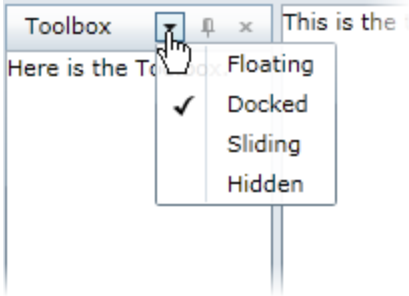 Toolbox
This is the
Here is the To
Floating
Docked
Sliding
Hidden